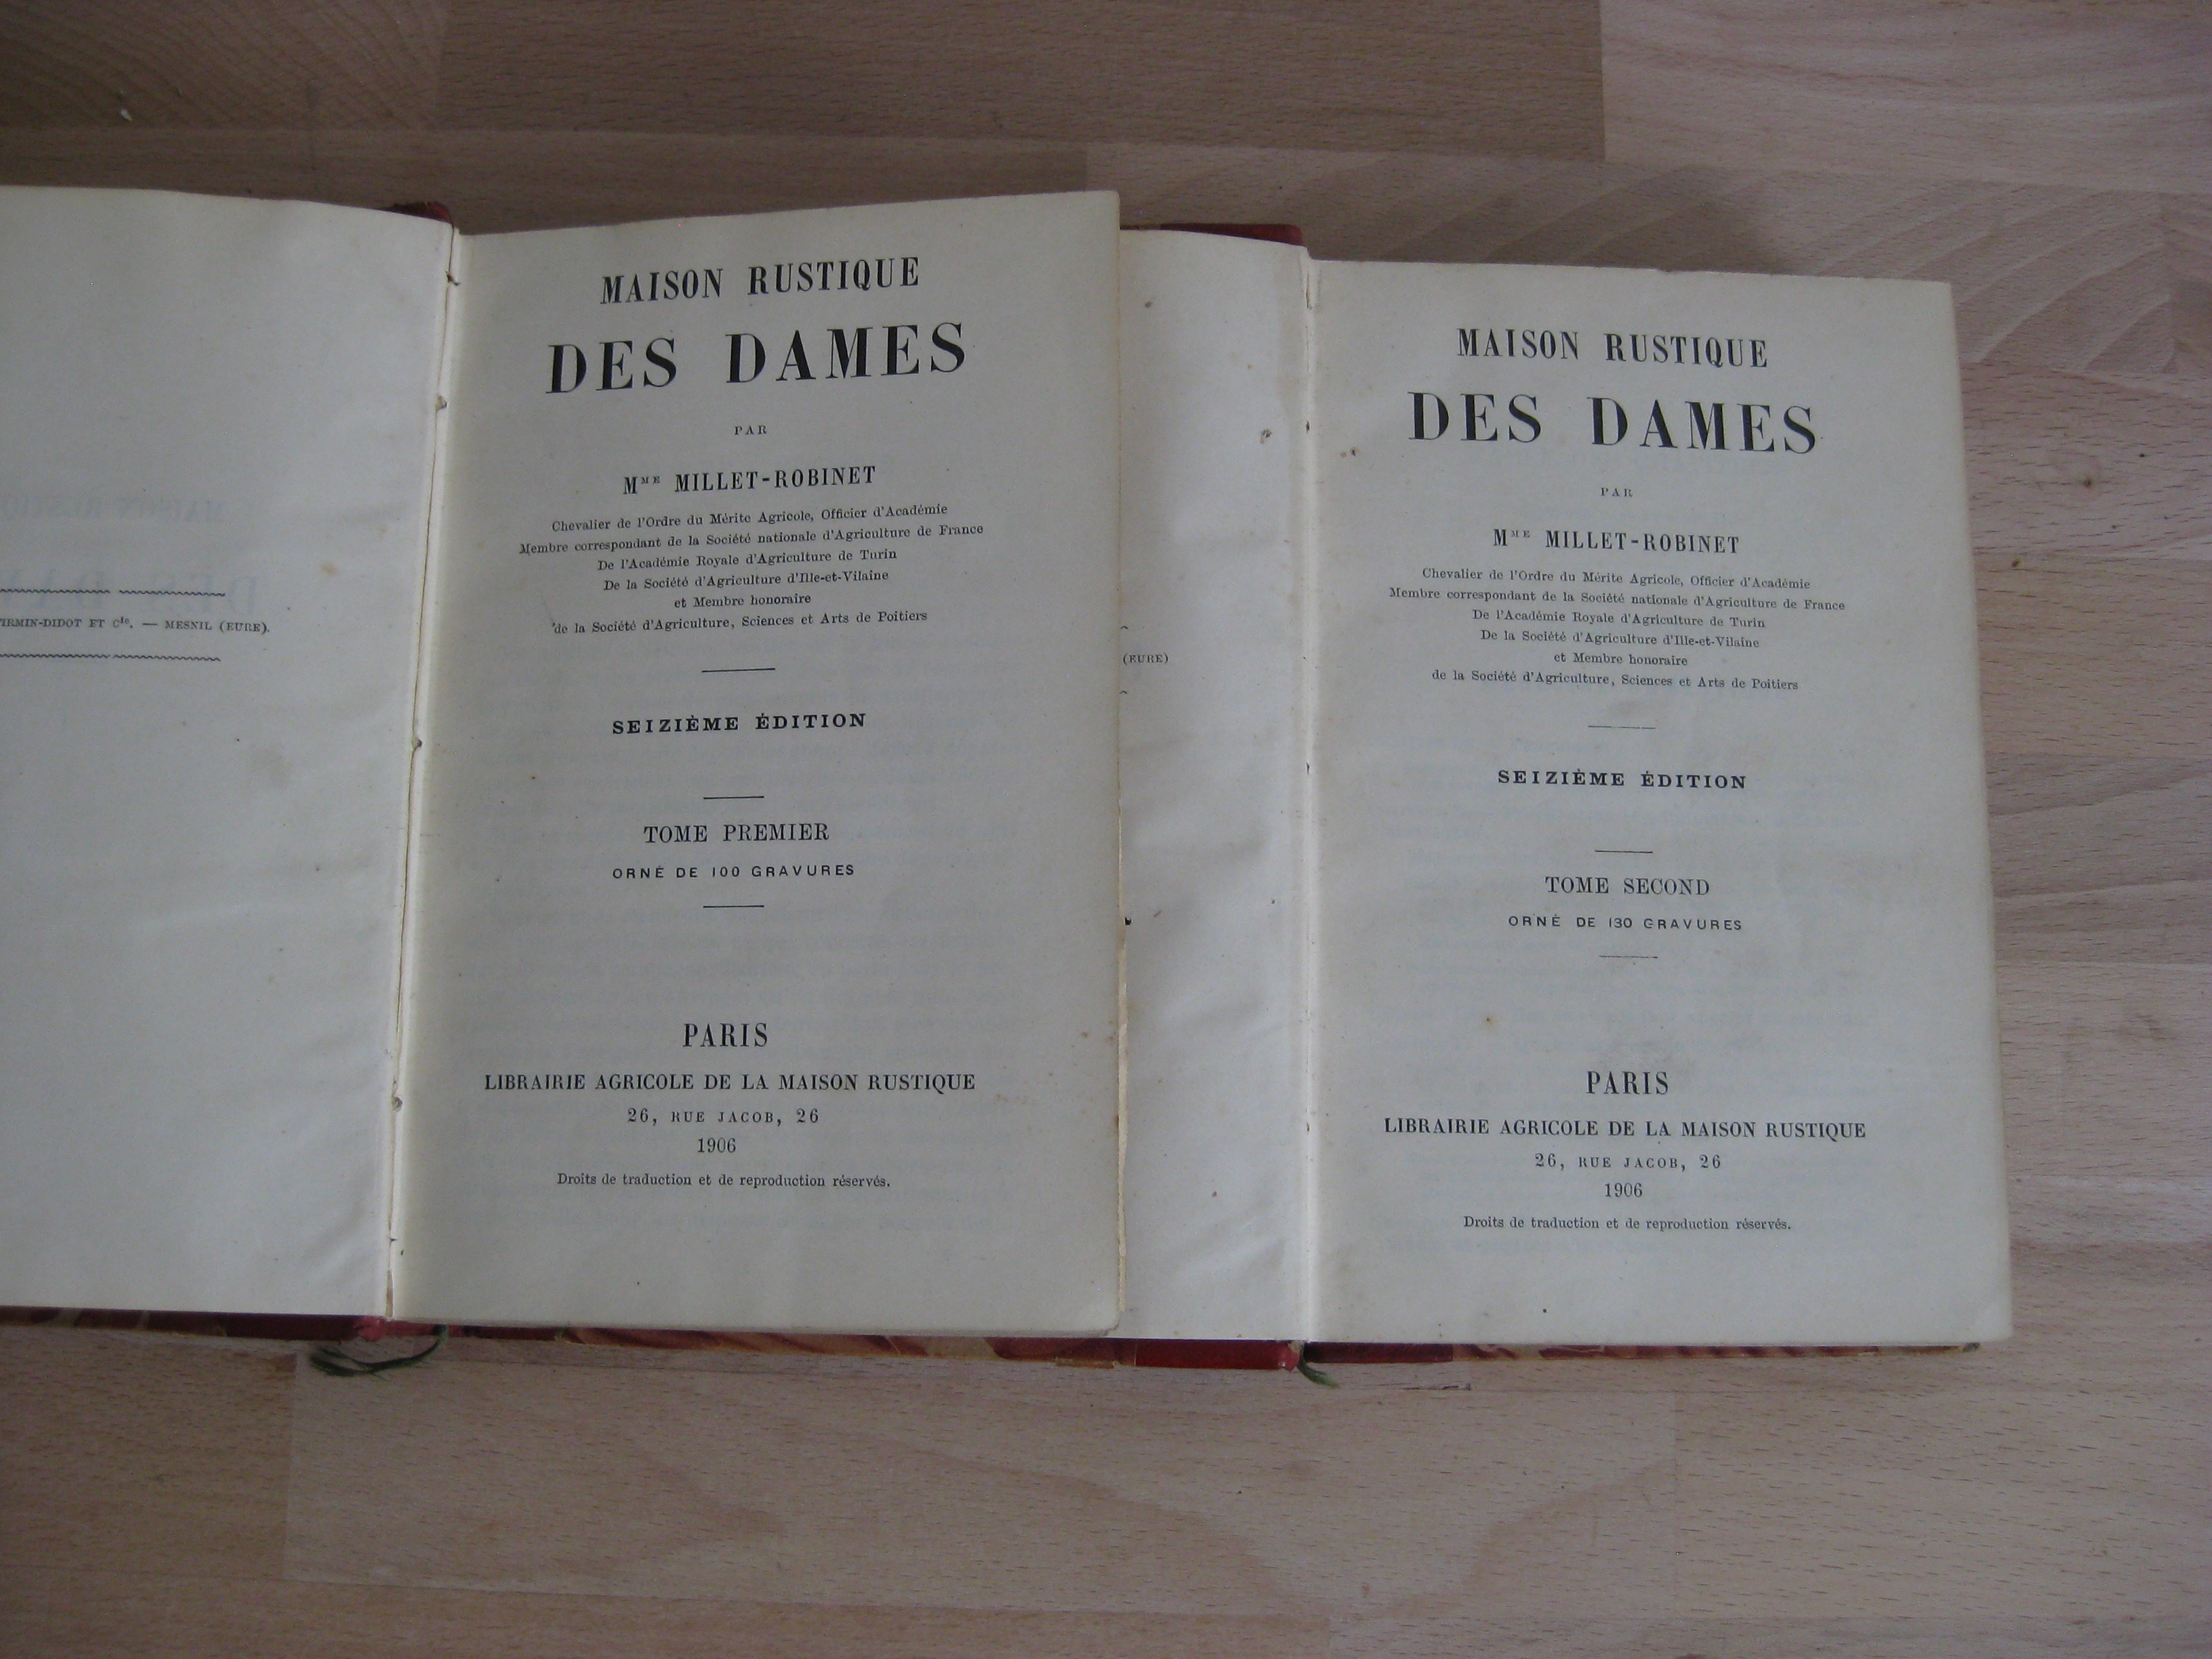 FIRMIN-DIDOT ET Cie. — MESNIL (EURE).
MAISON RUSTIQUE
DES DAMES
PAR
MME MILLET-ROBINET
Chevalier de l'Ordre du Mérite Agricole, Officier d'Académie
Membre correspondant de la Société nationale d'Agriculture de France
De l'Académie Royale d'Agriculture de Turin
De la Société d'Agriculture d'Ille-et-Vilaine
et Membre honoraire
de la Société d'Agriculture, Sciences et Arts de Poitiers
SEIZIÈME ÉDITION
TOME PREMIER
ORNÉ DE 100 GRAVURES
PARIS
LIBRAIRIE AGRICOLE DE LA MAISON RUSTIQUE
26, RUE JACOB, 26
1906
Droits de traduction et de reproduction réservés.
(EURE)
MAISON RUSTIQUE
DES DAMES
PAR
MME MILLET-ROBINET
Chevalier de l'Ordre du Mérite Agricole, Officier d'Académie
Membre correspondant de la Société nationale d'Agriculture de France
De l'Académie Royale d'Agriculture de Turin
De la Société d'Agriculture d'Ille-et-Vilaine
et Membre honoraire
de la Société d'Agriculture, Sciences et Arts de Poitiers
SEIZIÈME ÉDITION
TOME SECOND
ORNÉ DE 130 GRAVURES
PARIS
LIBRAIRIE AGRICOLE DE LA MAISON RUSTIQUE
26, RUE JACOB, 26
1906
Droits de traduction et de reproduction réservés.